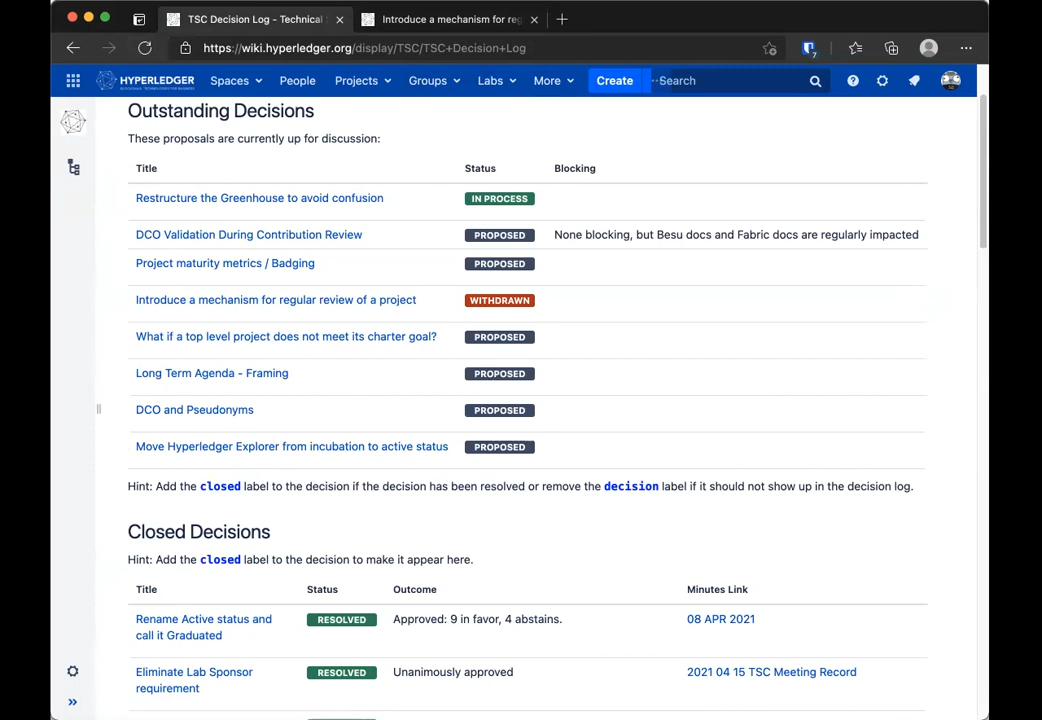 TSC Decision Log - Technical
Introduce a mechanism for reg
https://wiki.hyperledger.org/display/TSC/TSC+Decision+Log
7
HYPERLEDGER Spaces People Projects Groups Labs More Create Search
Outstanding Decisions
These proposals are currently up for discussion:
Title Status Blocking
Restructure the Greenhouse to avoid confusion IN PROCESS
DCO Validation During Contribution Review PROPOSED None blocking, but Besu docs and Fabric docs are regularly impacted
Project maturity metrics / Badging PROPOSED
Introduce a mechanism for regular review of a project WITHDRAWN
What if a top level project does not meet its charter goal? PROPOSED
Long Term Agenda - Framing PROPOSED
DCO and Pseudonyms PROPOSED
Move Hyperledger Explorer from incubation to active status PROPOSED
Hint: Add the closed label to the decision if the decision has been resolved or remove the decision label if it should not show up in the decision log.
Closed Decisions
Hint: Add the closed label to the decision to make it appear here.
Title Status Outcome Minutes Link
Rename Active status and RESOLVED Approved: 9 in favor, 4 abstains. 08 APR 2021
call it Graduated
Eliminate Lab Sponsor RESOLVED Unanimously approved 2021 04 15 TSC Meeting Record
requirement